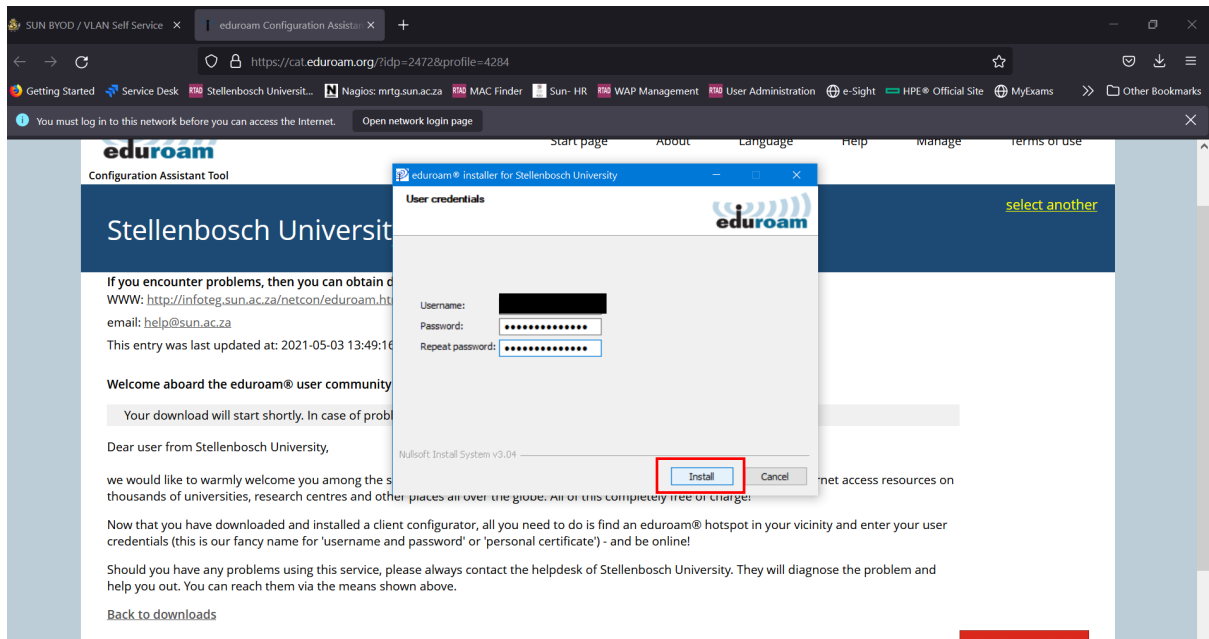 SUN BYOD / VLAN Self Service
eduroam Configuration Assistan
https://cat.eduroam.org/?idp=2472&profile=4284
Getting Started
Service Desk
Stellenbosch Universit...
Nagios: mrtg.sun.ac.za
MAC Finder
Sun- HR
WAP Management
User Administration
e-Sight
HPE® Official Site
MyExams
Other Bookmarks
You must log in to this network before you can access the Internet.
Open network login page
eduroam
Configuration Assistant Tool
Start page
About
Language
Help
Manage
Terms of use
Stellenbosch Universit
select another
If you encounter problems, then you can obtain d
WWW: http://infoteg.sun.ac.za/netcon/eduroam.ht
email: help@sun.ac.za
This entry was last updated at: 2021-05-03 13:49:16
Welcome aboard the eduroam® user community
Your download will start shortly. In case of probl
Dear user from Stellenbosch University,
we would like to warmly welcome you among the s
net access resources on
thousands of universities, research centres and other places all over the globe. All of this completely free of charge!
Now that you have downloaded and installed a client configurator, all you need to do is find an eduroam® hotspot in your vicinity and enter your user
credentials (this is our fancy name for 'username and password' or 'personal certificate') - and be online!
Should you have any problems using this service, please always contact the helpdesk of Stellenbosch University. They will diagnose the problem and
help you out. You can reach them via the means shown above.
Back to downloads
eduroam® installer for Stellenbosch University
User credentials
eduroam
Username:
Password:
Repeat password:
Nullsoft Install System v3.04
Install
Cancel